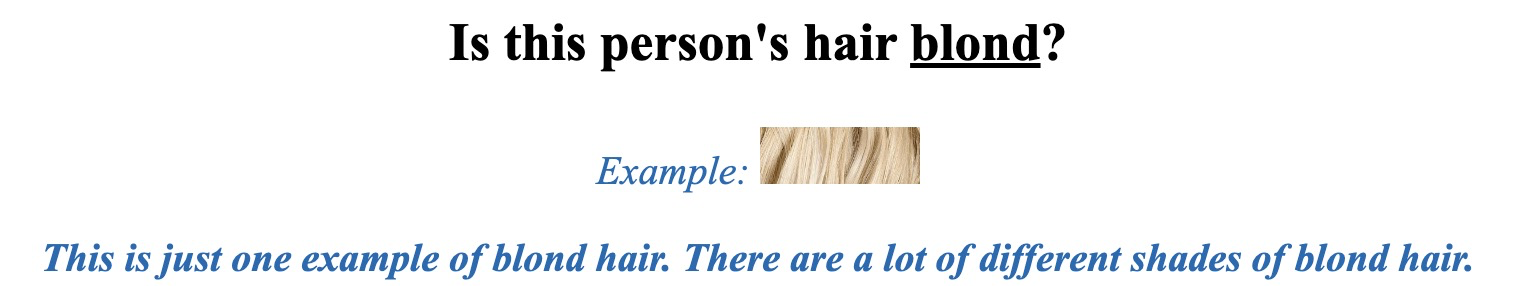 Is this person's hair blond?
Example:
This is just one example of blond hair. There are a lot of different shades of blond hair.